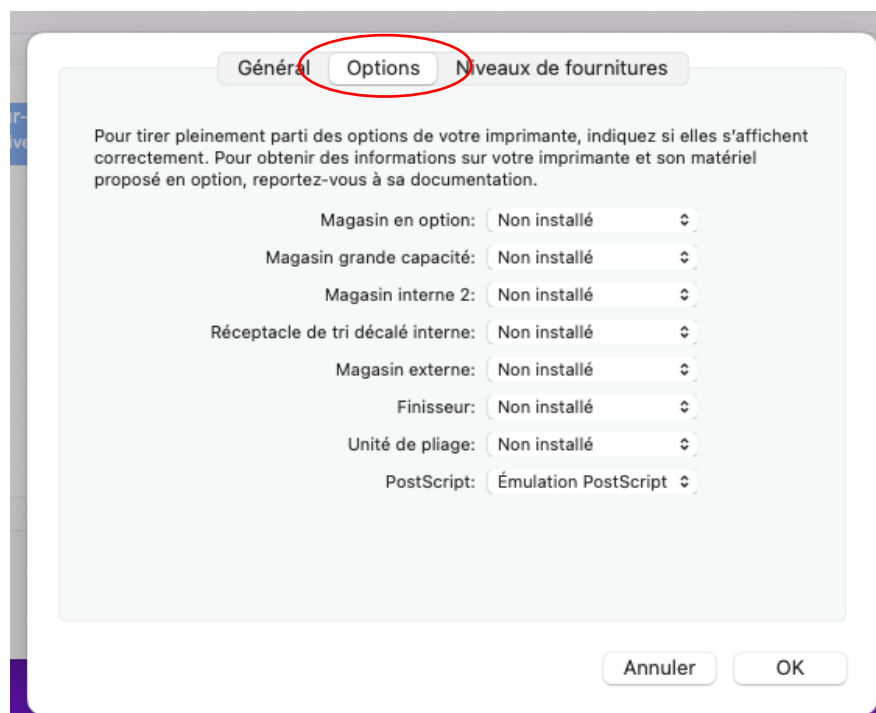 Général Options Niveaux de fournitures
Pour tirer pleinement parti des options de votre imprimante, indiquez si elles s'affichent
correctement. Pour obtenir des informations sur votre imprimante et son matériel
proposé en option, reportez-vous à sa documentation.
Magasin en option: Non installé
Magasin grande capacité: Non installé
Magasin interne 2: Non installé
Réceptacle de tri décalé interne: Non installé
Magasin externe: Non installé
Finisseur: Non installé
Unité de pliage: Non installé
PostScript: Émulation PostScript
Annuler OK